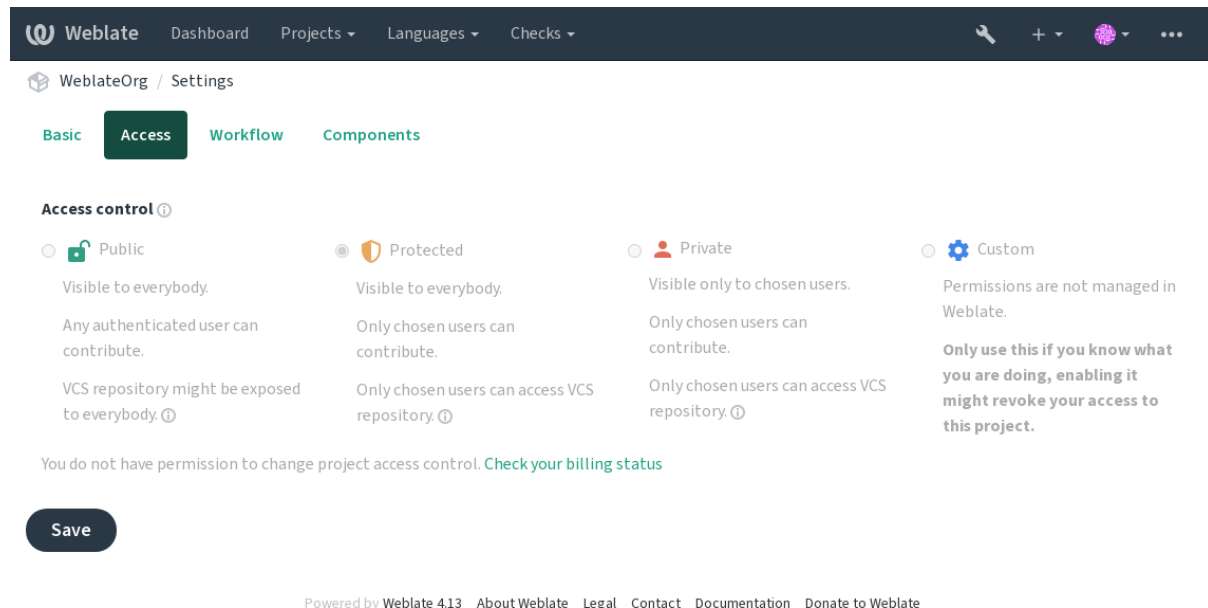 Weblate Dashboard Projects Languages Checks
WeblateOrg / Settings
Basic Access Workflow Components
Access control
Public
Visible to everybody.
Any authenticated user can
contribute.
VCS repository might be exposed
to everybody.
Protected
Visible to everybody.
Only chosen users can
contribute.
Only chosen users can access VCS
repository.
Private
Visible only to chosen users.
Only chosen users can
contribute.
Only chosen users can access VCS
repository.
Custom
Permissions are not managed in
Weblate.
Only use this if you know what
you are doing, enabling it
might revoke your access to
this project.
You do not have permission to change project access control. Check your billing status
Save
Powered by Weblate 4.13 About Weblate Legal Contact Documentation Donate to Weblate